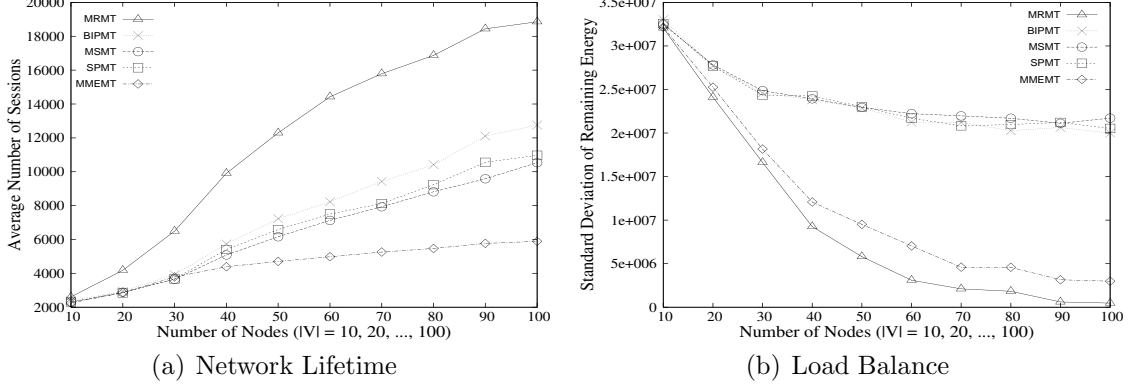 20000
18000
16000
14000
12000
10000
8000
6000
4000
2000
Average Number of Sessions
MRMT
BIPMT
MSMT
SPMT
MMEMT
10 20 30 40 50 60 70 80 90 100
Number of Nodes (|V| = 10, 20, ..., 100)
(a) Network Lifetime
3.5e+007
3e+007
2.5e+007
2e+007
1.5e+007
1e+007
5e+006
0
Standard Deviation of Remaining Energy
MRMT
BIPMT
MSMT
SPMT
MMEMT
10 20 30 40 50 60 70 80 90 100
Number of Nodes (|V| = 10, 20, ..., 100)
(b) Load Balance